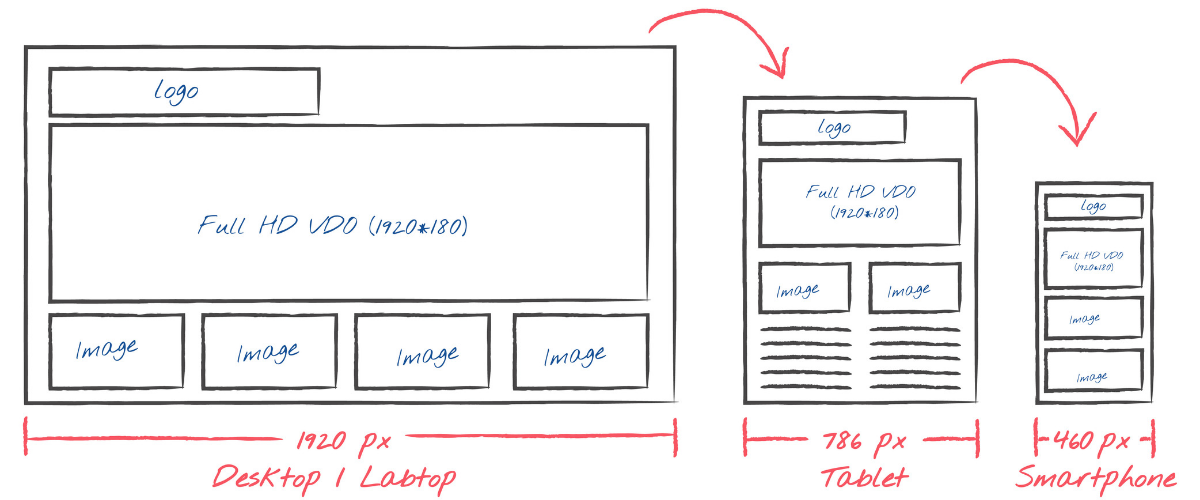 logo
Full HD VDO (1920*180)
Image
Image
Image
Image
1920 px
Desktop | Labtop
logo
Full HD VDO
(1920*180)
Image
Image
786 px
Tablet
logo
Full HD VDO
(1920*180)
Image
Image
460 px
Smartphone